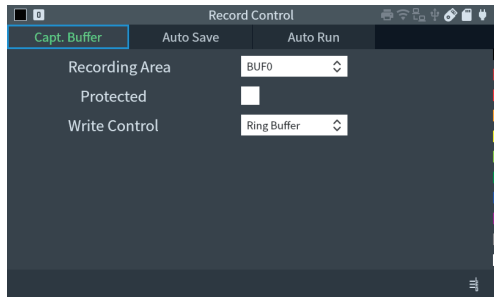 0
Record Control
Capt. Buffer
Auto Save
Auto Run
Recording Area
BUF0
Protected
Write Control
Ring Buffer